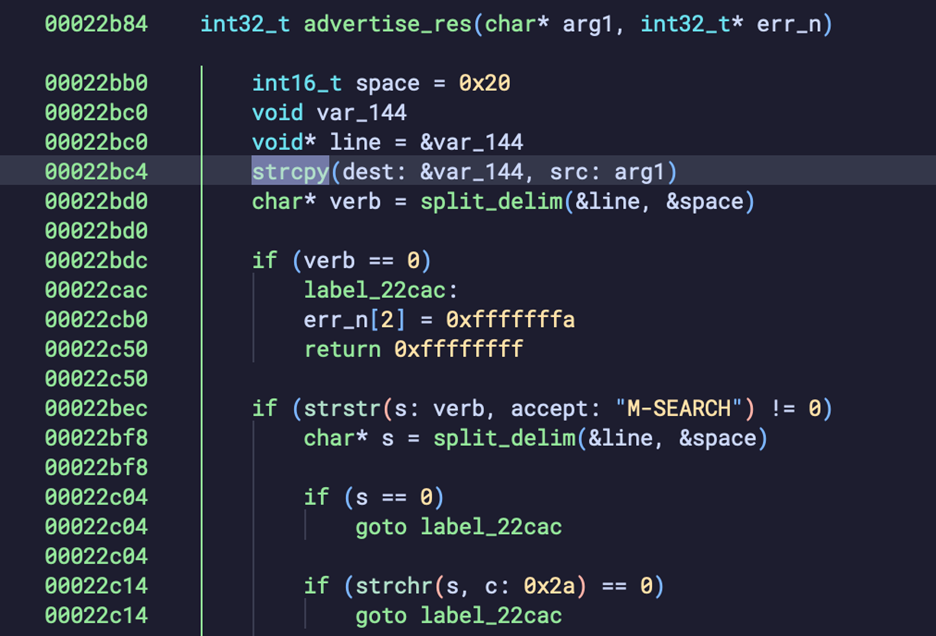 00022b84 int32_t advertise_res(char* arg1, int32_t* err_n)
00022bb0 int16_t space = 0x20
00022bc0 void var_144
00022bc0 void* line = &var_144
00022bc4 strcpy(dest: &var_144, src: arg1)
00022bd0 char* verb = split_delim(&line, &space)
00022bd0
00022bdc if (verb == 0)
00022cac label_22cac:
00022cb0 err_n[2] = 0xfffffffa
00022c50 return 0xffffffff
00022c50
00022bec if (strstr(s: verb, accept: "M-SEARCH") != 0)
00022bf8 char* s = split_delim(&line, &space)
00022bf8
00022c04 if (s == 0)
00022c04 goto label_22cac
00022c04
00022c14 if (strchr(s, c: 0x2a) == 0)
00022c14 goto label_22cac